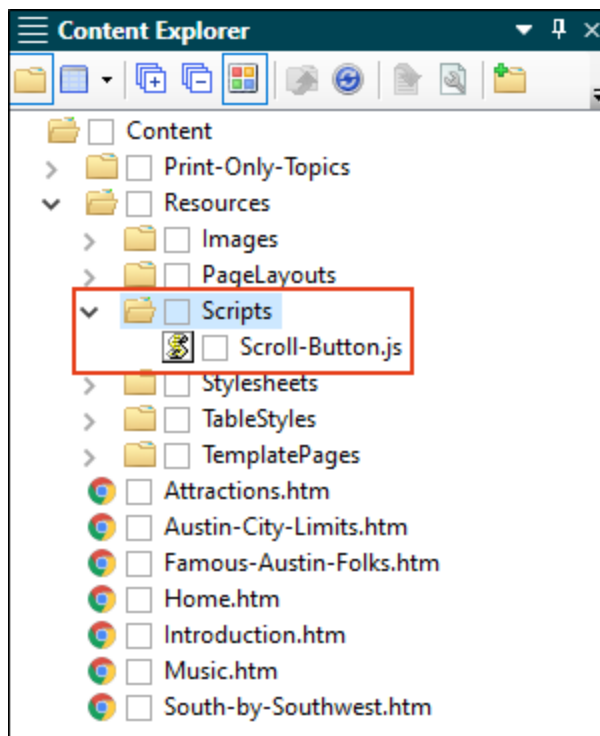 Content Explorer
Content
Print-Only-Topics
Resources
Images
PageLayouts
Scripts
Scroll-Button.js
Stylesheets
TableStyles
TemplatePages
Attractions.htm
Austin-City-Limits.htm
Famous-Austin-Folks.htm
Home.htm
Introduction.htm
Music.htm
South-by-Southwest.htm